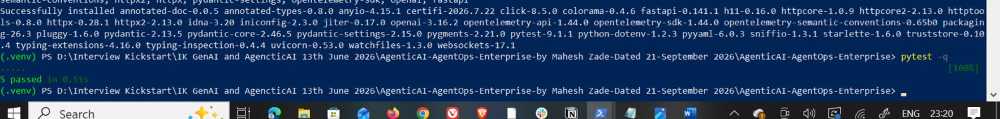 semantic-conventions, httpx2, httpx, pydantic-settings, opentelemetry-sdk, openai, fastapi
Successfully installed annotated-doc-0.0.5 annotated-types-0.8.0 anyio-4.15.1 certifi-2026.7.22 click-8.5.0 colorama-0.4.6 fastapi-0.141.1 h11-0.16.0 httpcore-1.0.9 httpcore2-2.13.0 httptoo
ls-0.8.0 httpx-0.28.1 httpx2-2.13.0 idna-3.20 iniconfig-2.3.0 jiter-0.17.0 openai-3.16.2 opentelemetry-api-1.44.0 opentelemetry-sdk-1.44.0 opentelemetry-semantic-conventions-0.65b0 packagin
g-26.3 pluggy-1.6.0 pydantic-2.13.5 pydantic-core-2.46.5 pydantic-settings-2.15.0 pygments-2.21.0 pytest-9.1.1 python-dotenv-1.2.3 pyyaml-6.0.3 sniffio-1.3.1 starlette-1.6.0 truststore-0.10
.4 typing-extensions-4.16.0 typing-inspection-0.4.4 uvicorn-0.53.0 watchfiles-1.3.0 websockets-17.1
(.venv) PS D:\Interview Kickstart\IK GenAI and AgencticAI 13th June 2026\AgenticAI-AgentOps-Enterprise-by Mahesh Zade-Dated 21-September 2026\AgenticAI-AgentOps-Enterprise> pytest -q
..... [100%]
5 passed in 0.51s
(.venv) PS D:\Interview Kickstart\IK GenAI and AgencticAI 13th June 2026\AgenticAI-AgentOps-Enterprise-by Mahesh Zade-Dated 21-September 2026\AgenticAI-AgentOps-Enterprise>
Search ENG 23:20